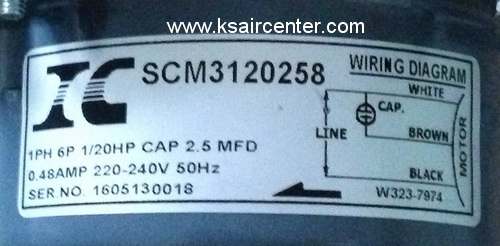 www.ksaircenter.com
IC
SCM3120258
1PH 6P 1/20HP CAP 2.5 MFD
0.48AMP 220-240V 50Hz
SER NO. 1605130018
WIRING DIAGRAM
WHITE
CAP.
LINE
BROWN
MOTOR
BLACK
W323-7974